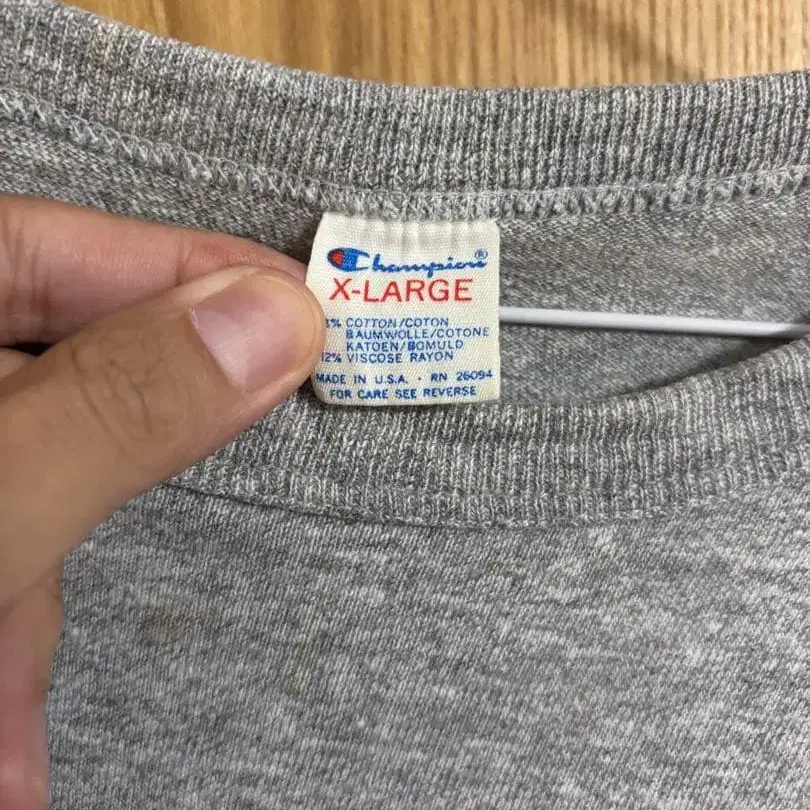 Champion®
X-LARGE
% COTTON/COTON
BAUMWOLLE/COTONE
KATOEN/BOMULD
12% VISCOSE RAYON
MADE IN U.S.A. · RN 26094
FOR CARE SEE REVERSE